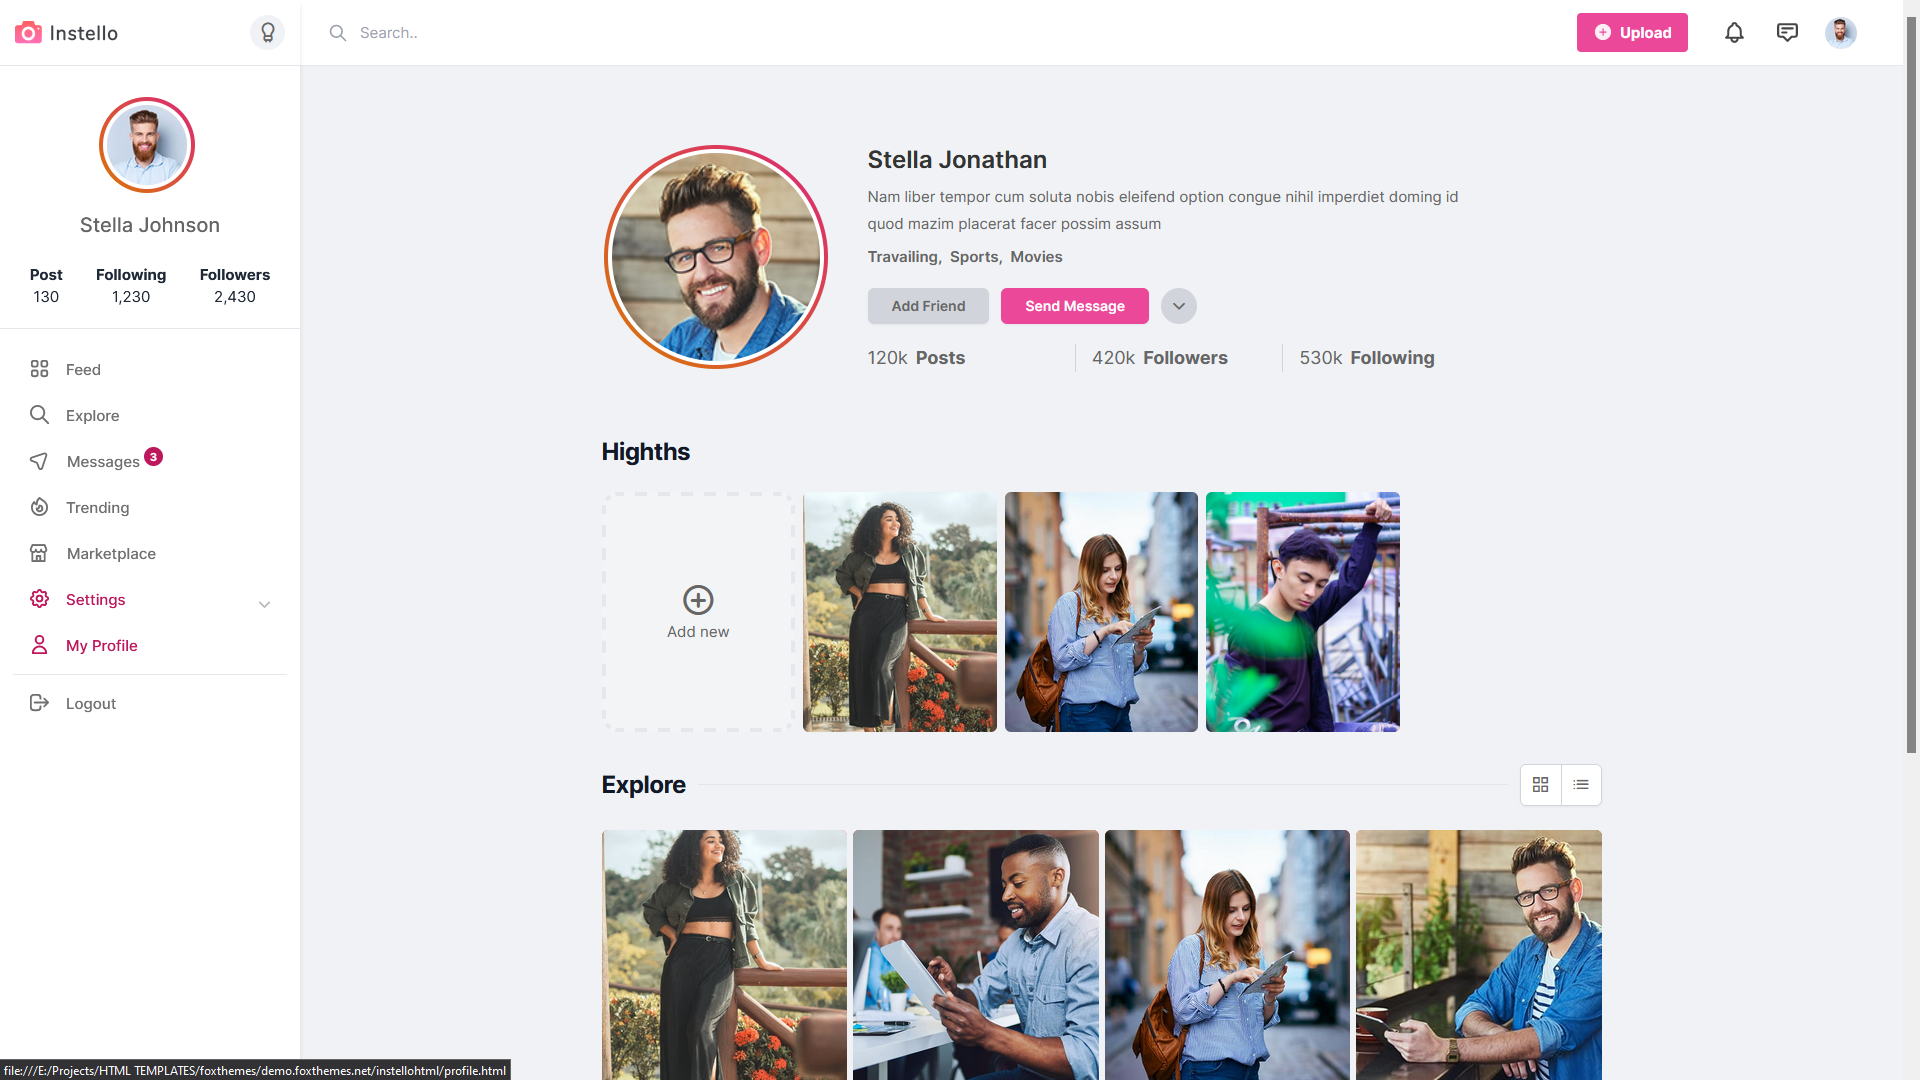 Instello
Search..
Upload
Stella Johnson
Post Following Followers
130 1,230 2,430
Feed
Explore
Messages 3
Trending
Marketplace
Settings
My Profile
Logout
Stella Jonathan
Nam liber tempor cum soluta nobis eleifend option congue nihil imperdiet doming id
quod mazim placerat facer possim assum
Travailing, Sports, Movies
Add Friend Send Message
120k Posts 420k Followers 530k Following
Highths
Add new
Explore
file:///E:/Projects/HTML TEMPLATES/foxthemes/demo.foxthemes.net/instellohtml/profile.html